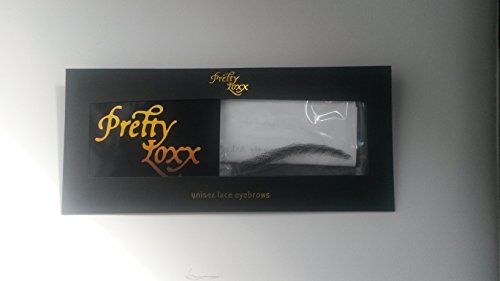 Pretty
Loxx
Pretty
Loxx
unisex lace eyebrows